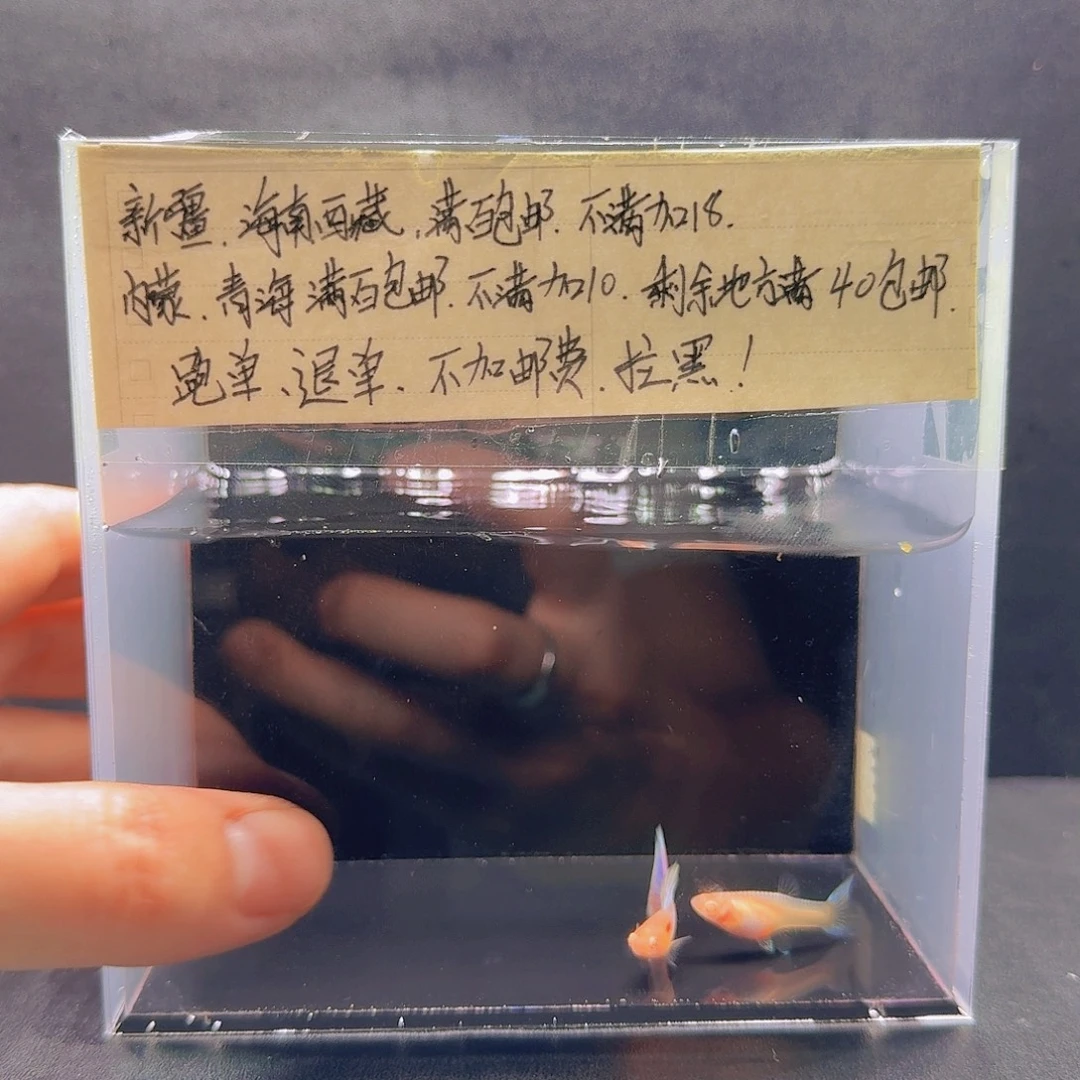 新疆、海南西藏、满百包邮、不满加18.
内蒙、青海满百包邮、不满加10、剩余地方满40包邮.
跑单、退单、不加邮费、拉黑!